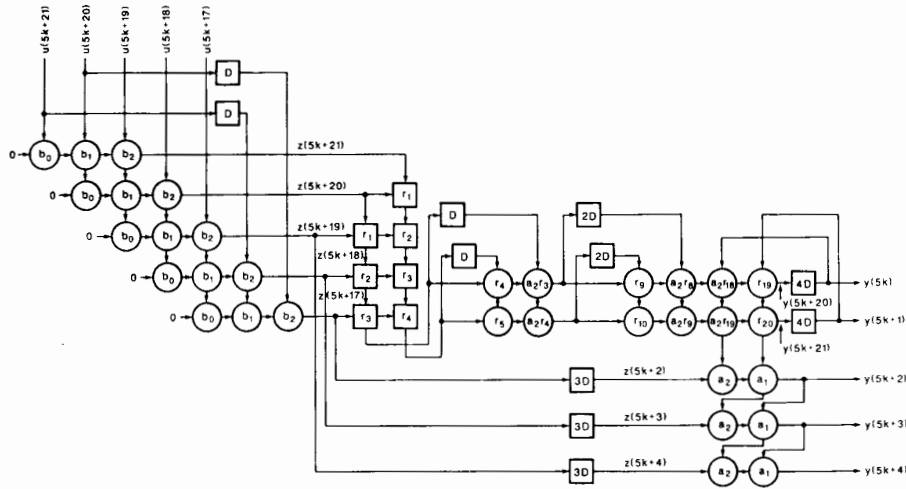 u(5k+21) u(5k+20) u(5k+19) u(5k+18) u(5k+17)
D
D
0 b₀ b₁ b₂ z(5k+21)
0 b₀ b₁ b₂ z(5k+20) r₁
0 b₀ b₁ b₂ z(5k+19) r₁ r₂ D 2D
0 b₀ b₁ b₂ z(5k+18) r₂ r₃ D 2D
r₄ a₂r₃ r₉ a₂r₈ a₂r₁₈ r₁₉ 4D y(5k)
y(5k+20)
0 b₀ b₁ b₂ z(5k+17) r₃ r₄
r₅ a₂r₄ r₁₀ a₂r₉ a₂r₁₉ r₂₀ 4D y(5k+1)
y(5k+21)
3D z(5k+2) a₂ a₁ y(5k+2)
3D z(5k+3) a₂ a₁ y(5k+3)
3D z(5k+4) a₂ a₁ y(5k+4)